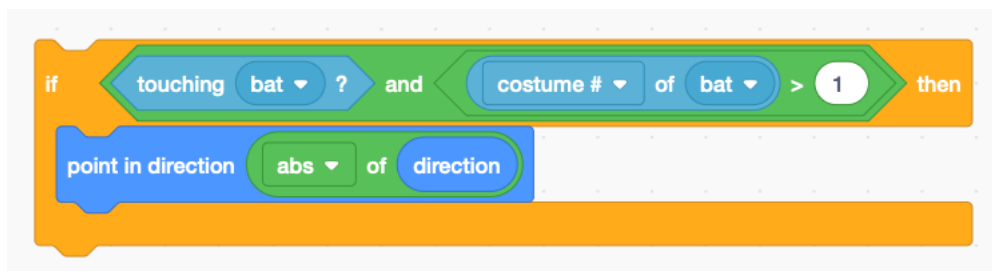 if touching bat ? and costume # of bat > 1 then
point in direction abs of direction